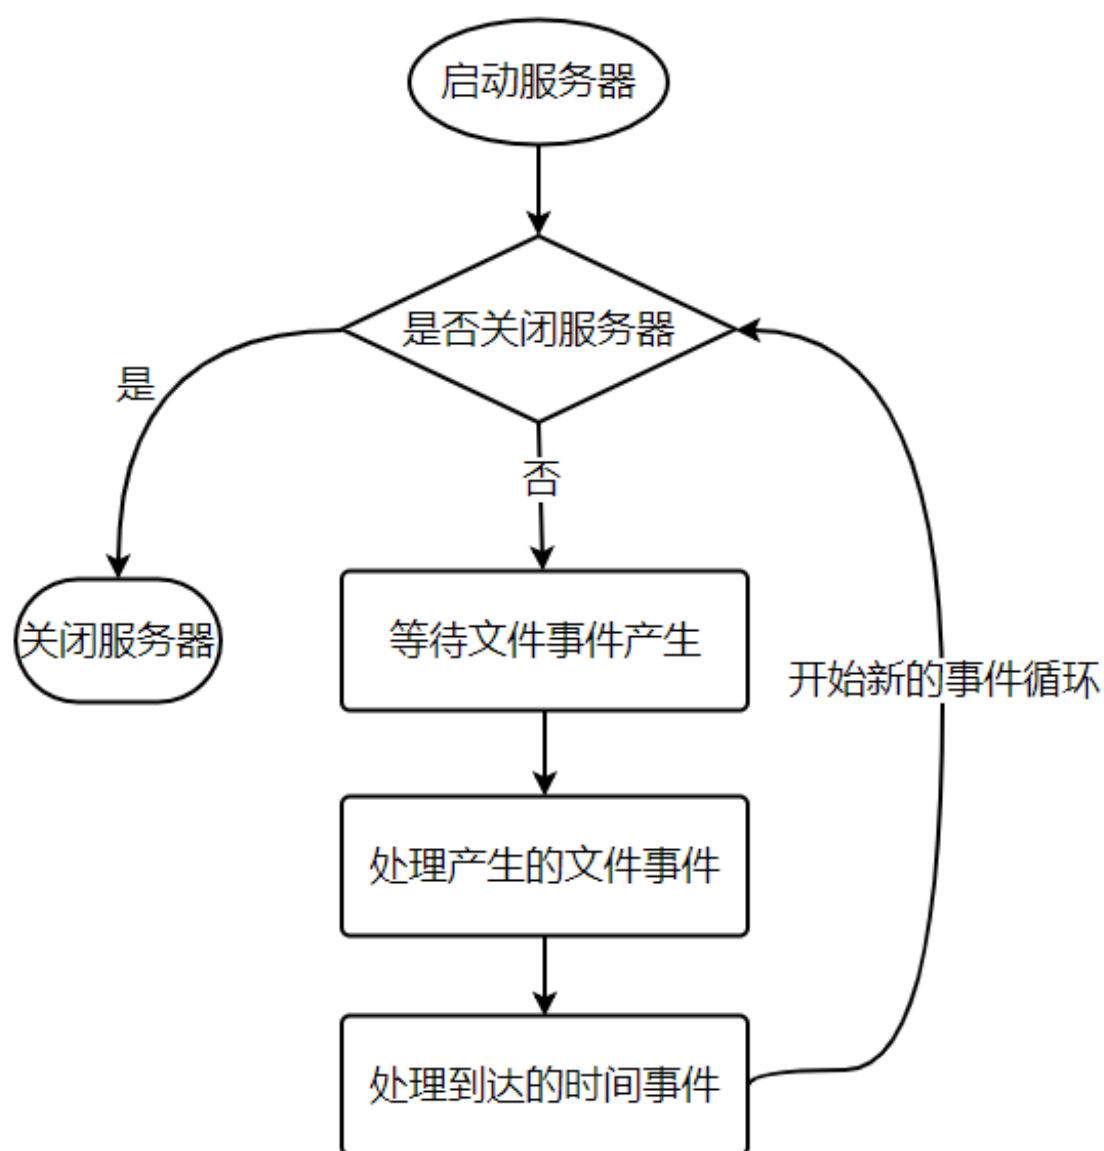 启动服务器
是否关闭服务器
是
否
关闭服务器
等待文件事件产生
开始新的事件循环
处理产生的文件事件
处理到达的时间事件